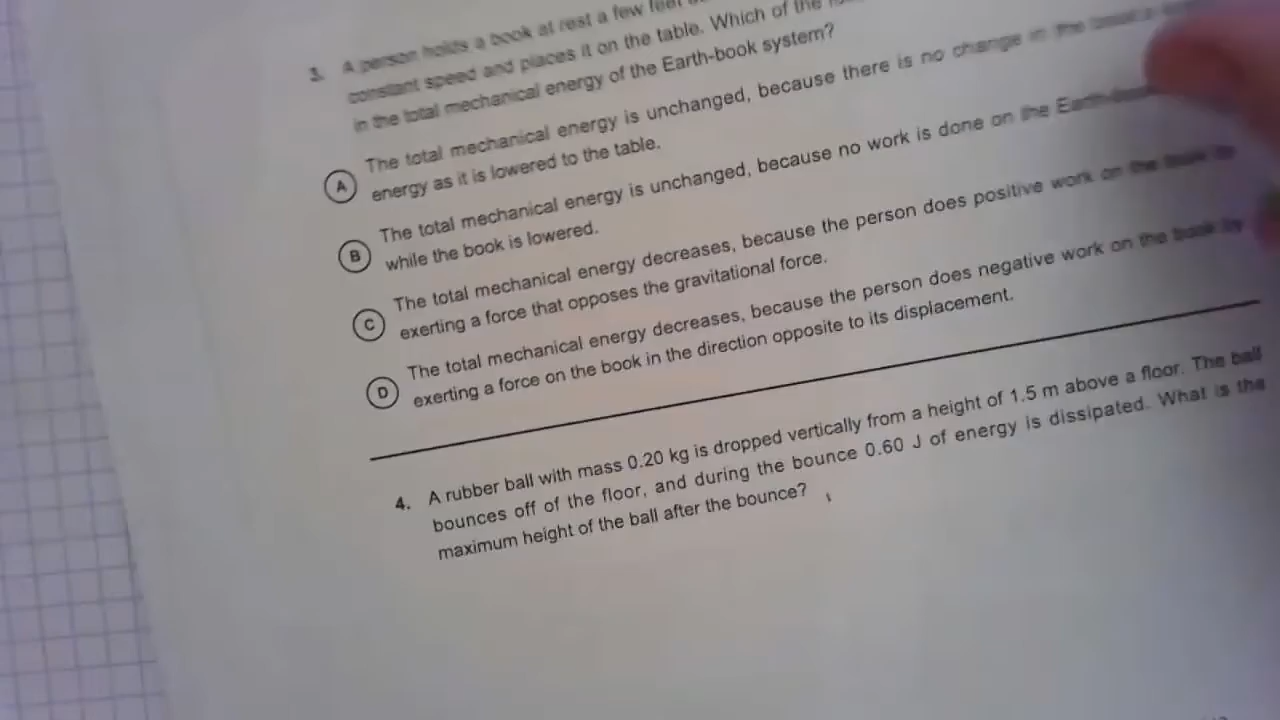 3. A person holds a book at rest a few feet
constant speed and places it on the table. Which of the
in the total mechanical energy of the Earth-book system?
A The total mechanical energy is unchanged, because there is no change in the
energy as it is lowered to the table.
B The total mechanical energy is unchanged, because no work is done on the
while the book is lowered.
C The total mechanical energy decreases, because the person does positive work on the book by
exerting a force that opposes the gravitational force.
D The total mechanical energy decreases, because the person does negative work on the book by
exerting a force on the book in the direction opposite to its displacement.
4. A rubber ball with mass 0.20 kg is dropped vertically from a height of 1.5 m above a floor. The ball
bounces off of the floor, and during the bounce 0.60 J of energy is dissipated. What is the
maximum height of the ball after the bounce?